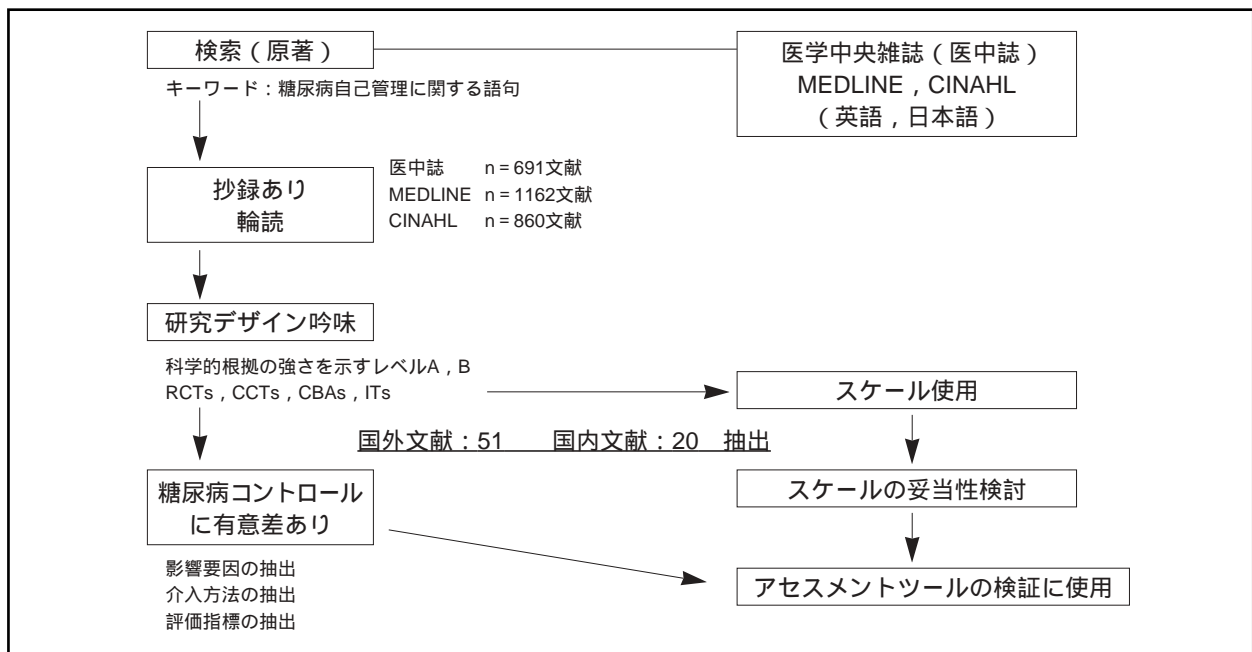 検索（原著）
医学中央雑誌（医中誌）
MEDLINE，CINAHL
（英語，日本語）
キーワード：糖尿病自己管理に関する語句
抄録あり
輪読
医中誌 n＝691文献
MEDLINE n＝1162文献
CINAHL n＝860文献
研究デザイン吟味
科学的根拠の強さを示すレベルA，B
RCTs，CCTs，CBAs，ITs
スケール使用
国外文献：51 国内文献：20 抽出
糖尿病コントロール
に有意差あり
スケールの妥当性検討
影響要因の抽出
介入方法の抽出
評価指標の抽出
アセスメントツールの検証に使用